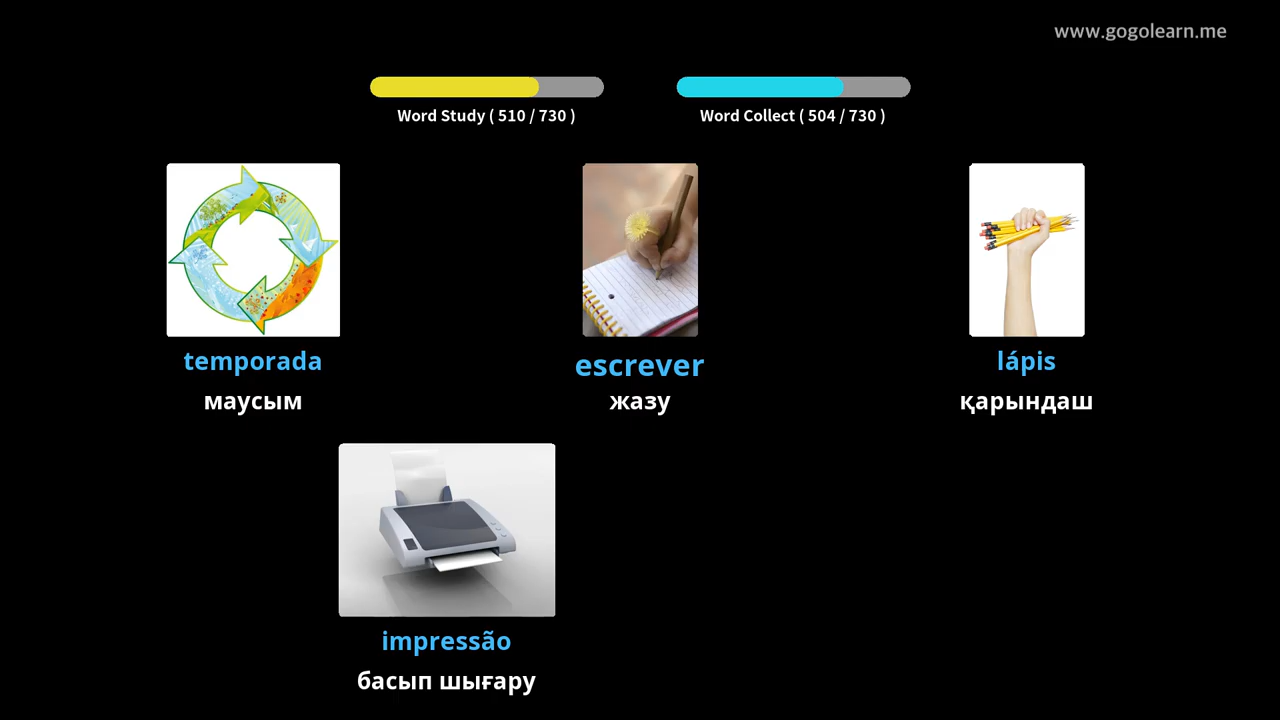 www.gogolearn.me
Word Study ( 510 / 730 )
Word Collect ( 504 / 730 )
temporada
маусым
escrever
жазу
lápis
қарындаш
impressão
басып шығару